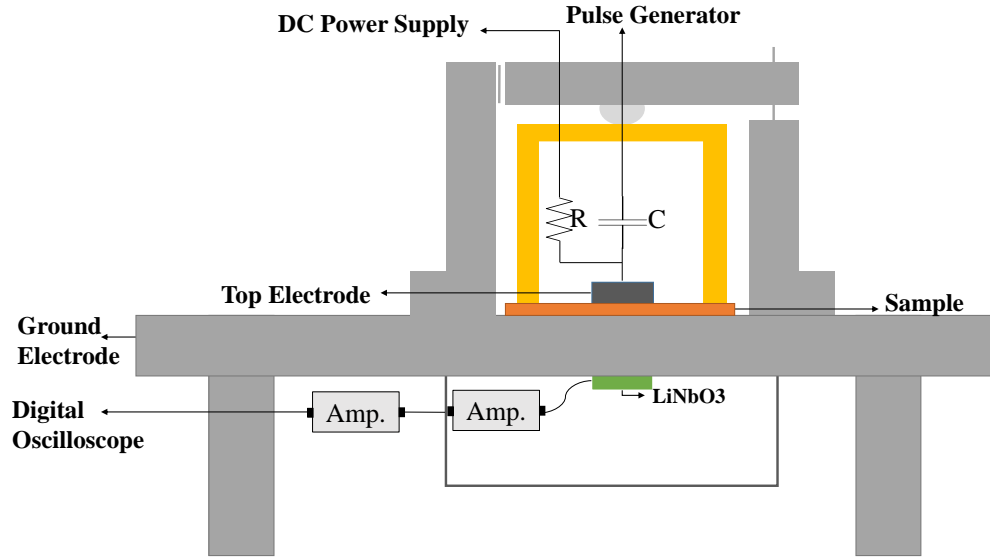 Pulse Generator
DC Power Supply
R
C
Top Electrode
Sample
Ground
Electrode
LiNbO3
Digital
Oscilloscope
Amp.
Amp.